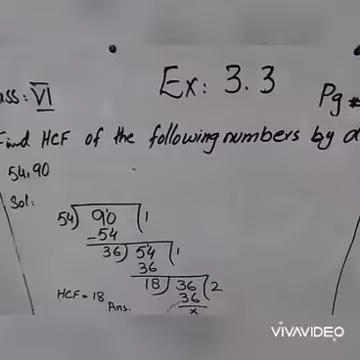 ass: VI
Ex: 3.3
Pg #
Find HCF of the following numbers by d
54,90
Sol:
54) 90 (1
-54
36) 54 (1
36
18) 36 (2
36
x
HCF = 18 Ans.
VIVAVIDEO